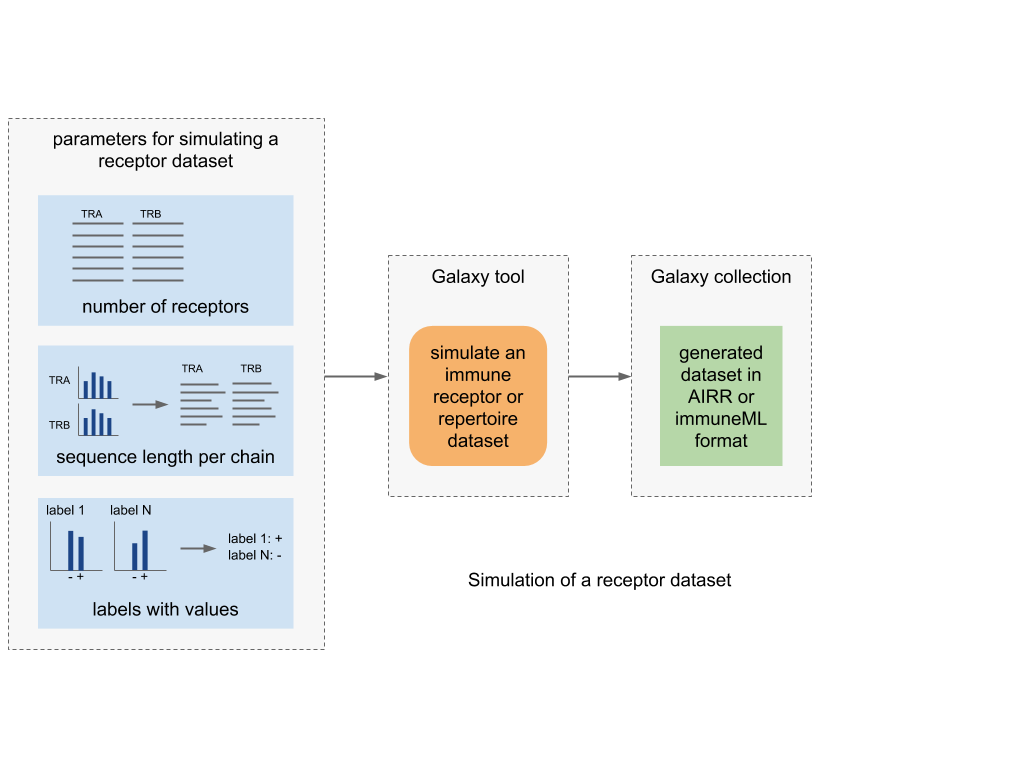 parameters for simulating a
receptor dataset
TRA TRB
number of receptors
TRA TRB
TRA
TRB
sequence length per chain
label 1 label N
label 1: +
label N: -
- + - +
labels with values
Galaxy tool
simulate an
immune
receptor or
repertoire
dataset
Galaxy collection
generated
dataset in
AIRR or
immuneML
format
Simulation of a receptor dataset